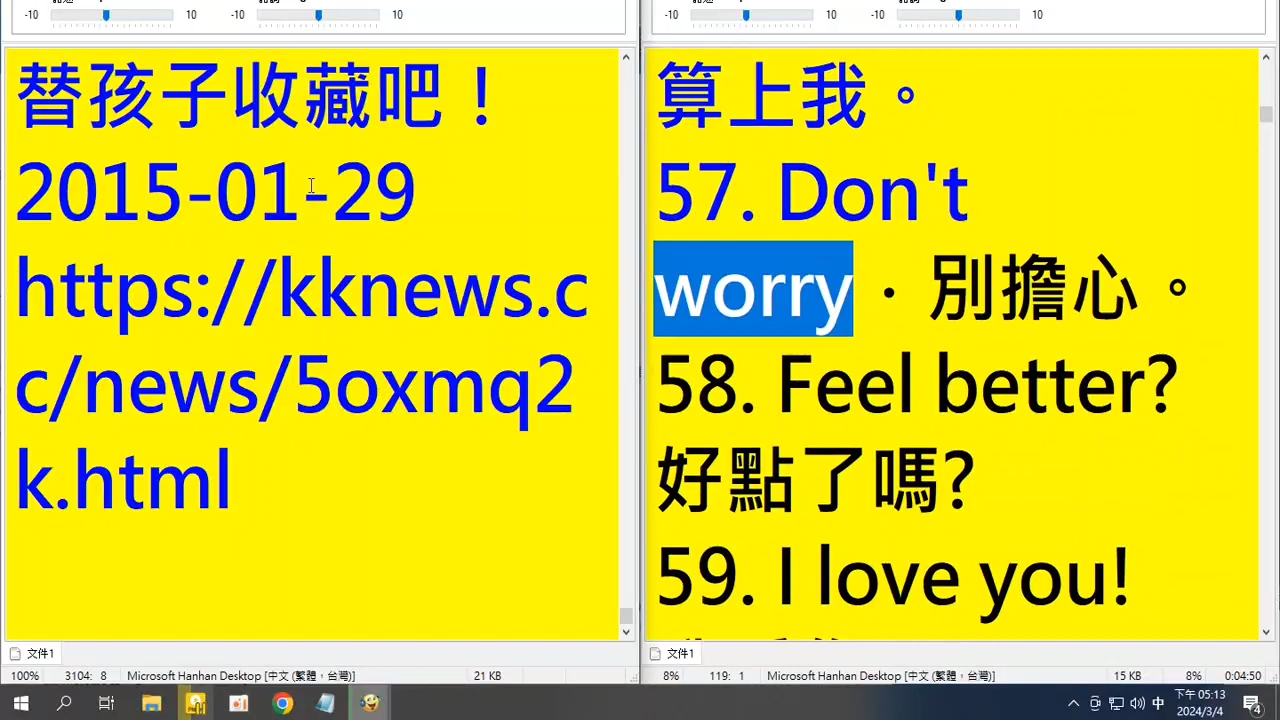 -10 10 -10 10
替孩子收藏吧！
2015-01-29
https://kknews.c
c/news/5oxmq2
k.html
文件1
100% 3104: 8 Microsoft Hanhan Desktop [中文 (繁體，台灣)] 21 KB
-10 10 -10 10
算上我。
57. Don't
worry．別擔心。
58. Feel better?
好點了嗎?
59. I love you!
文件1
8% 119: 1 Microsoft Hanhan Desktop [中文 (繁體，台灣)] 15 KB 8% 0:04:50
中
下午 05:13
2024/3/4
4